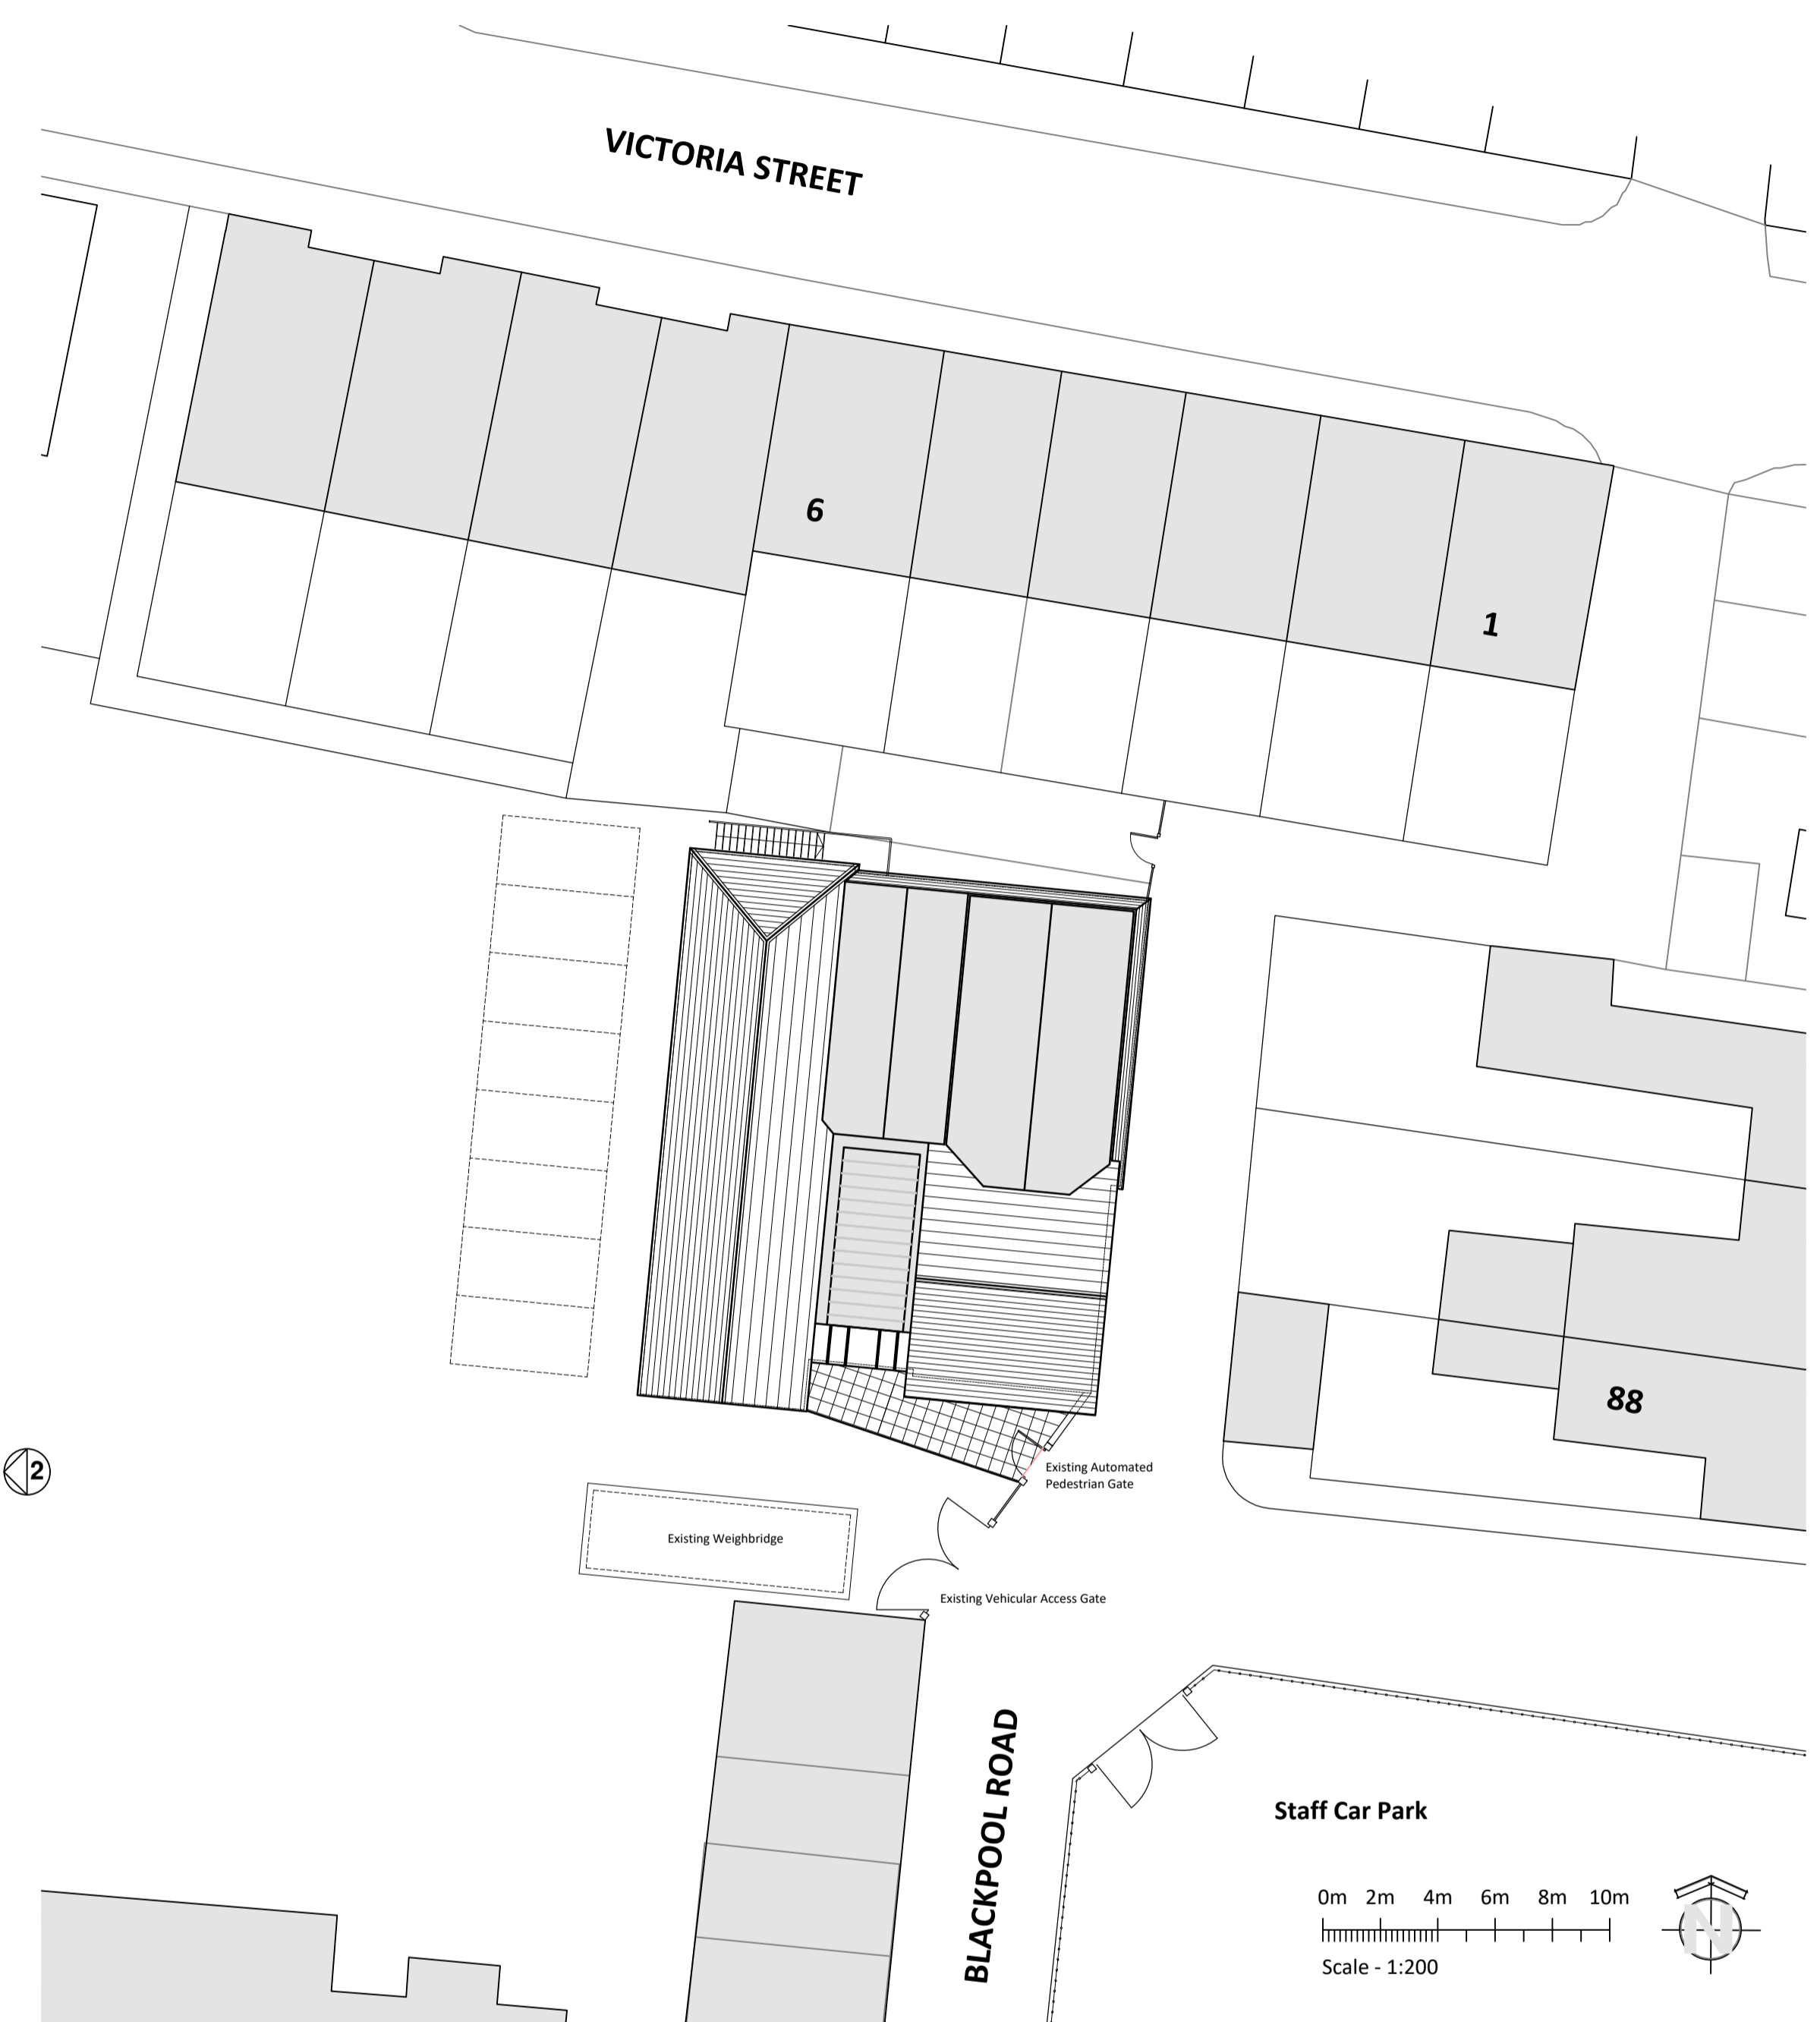 VICTORIA STREET
6
1
88
2
Existing Automated
Pedestrian Gate
Existing Weighbridge
Existing Vehicular Access Gate
BLACKPOOL ROAD
Staff Car Park
0m 2m 4m 6m 8m 10m
Scale - 1:200
N